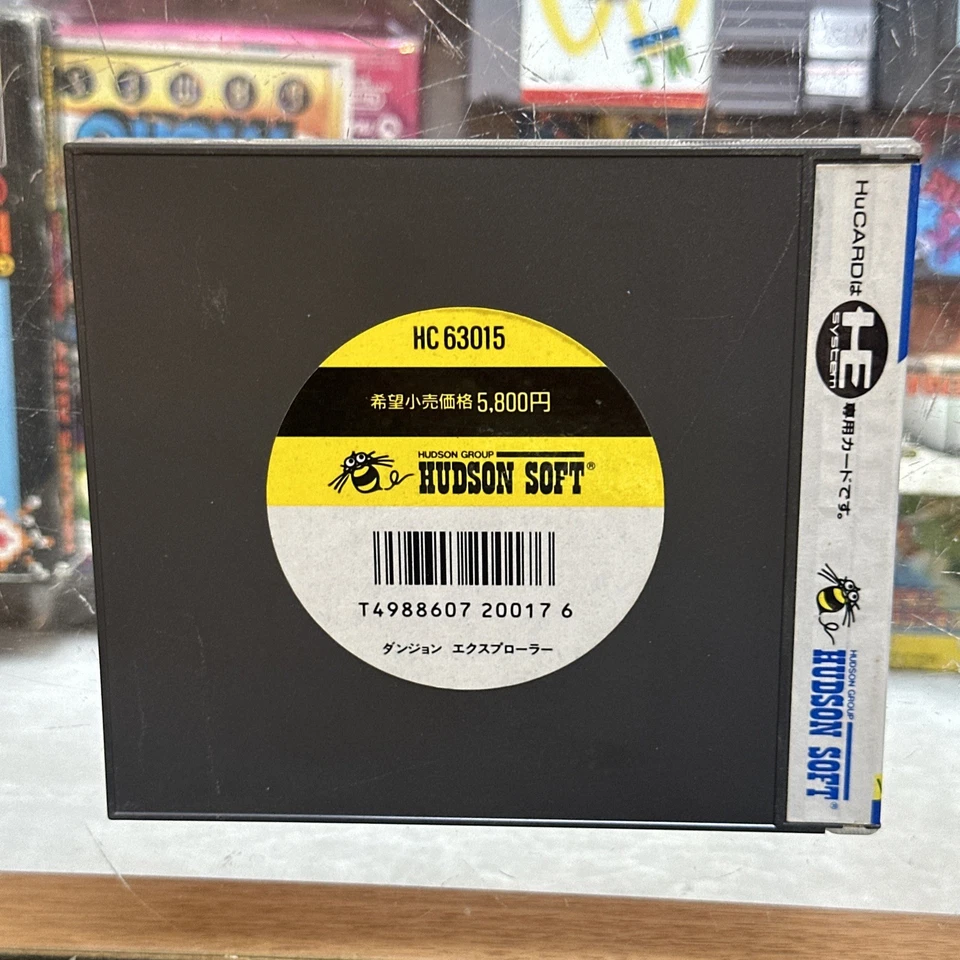 HC 63015
希望小売価格 5,800円
HUDSON GROUP
HUDSON SOFT®
T4988607 20017 6
ダンジョン エクスプローラー
HuCARDは
HE
SYSTEM
専用カードです。
HUDSON GROUP
HUDSON SOFT®